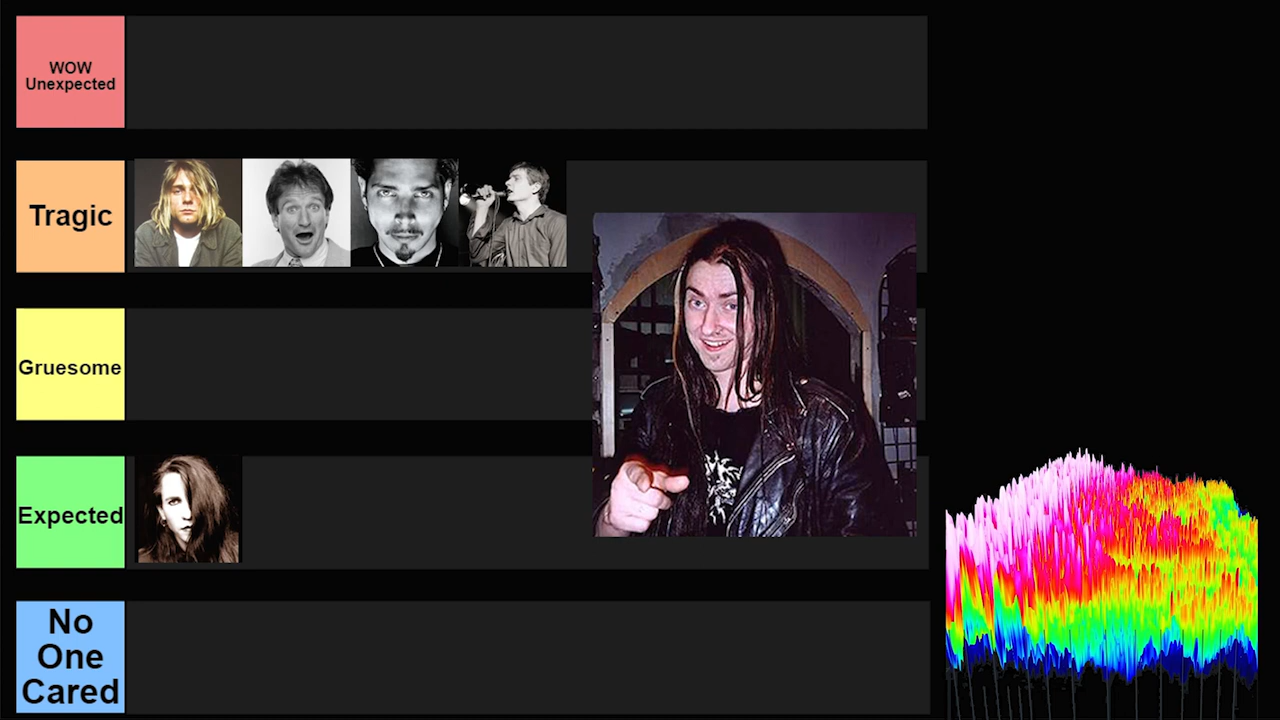 WOW
Unexpected
Tragic
Gruesome
Expected
No
One
Cared